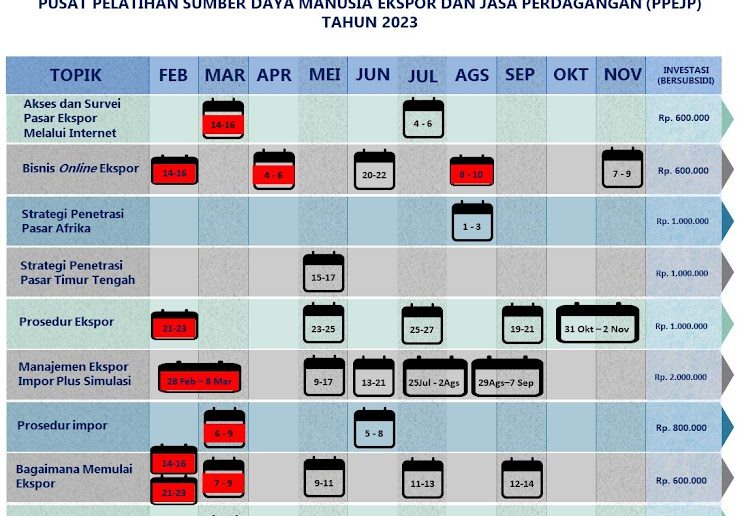 PUSAT PELATIHAN SUMBER DAYA MANUSIA EKSPOR DAN JASA PERDAGANGAN (PPEJP)
TAHUN 2023
TOPIK FEB MAR APR MEI JUN JUL AGS SEP OKT NOV INVESTASI
(BERSUBSIDI)
Akses dan Survei
Pasar Ekspor
Melalui Internet
14-16 4 - 6 Rp. 600.000
Bisnis Online Ekspor 14-16 4 - 6 20-22 8 - 10 7 - 9 Rp. 600.000
Strategi Penetrasi
Pasar Afrika
1 - 3 Rp. 1.000.000
Strategi Penetrasi
Pasar Timur Tengah
15-17 Rp. 1.000.000
Prosedur Ekspor 21-23 23-25 25-27 19-21 31 Okt – 2 Nov Rp. 1.000.000
Manajemen Ekspor
Impor Plus Simulasi
28 Feb – 8 Mar 9-17 13-21 25Jul - 2Ags 29Ags–7 Sep Rp. 2.000.000
Prosedur impor 6 - 9 5 - 8 Rp. 800.000
Bagaimana Memulai
Ekspor
14-16
21-23 7 - 9 9-11 11-13 12-14 Rp. 600.000